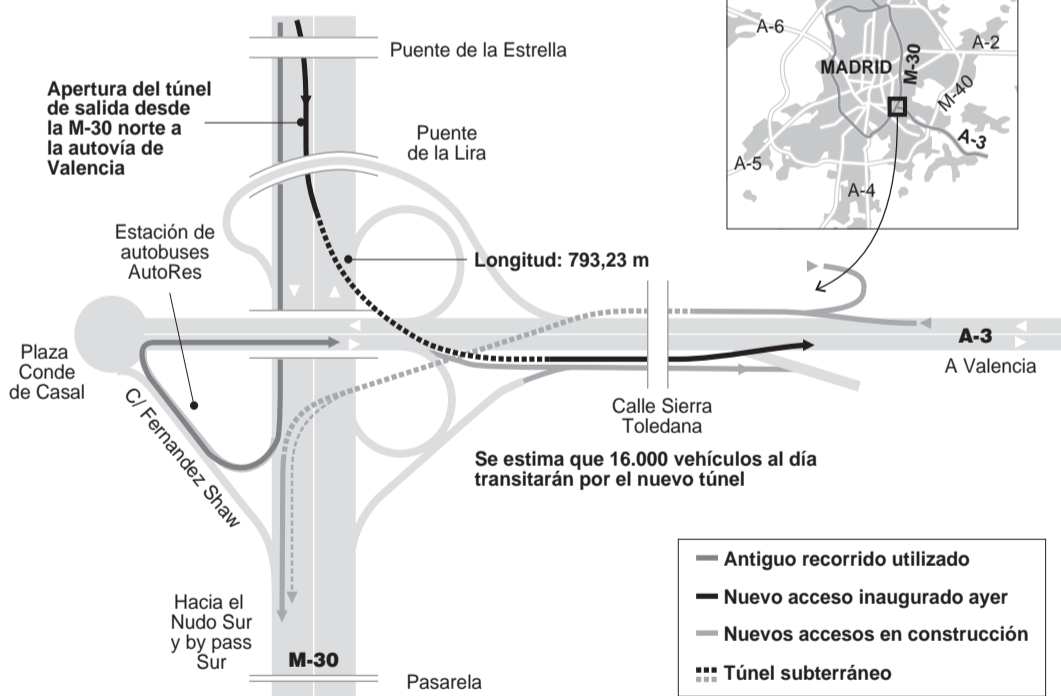 Puente de la Estrella
Apertura del túnel
de salida desde
la M-30 norte a
la autovía de
Valencia
Puente
de la Lira
A-6
A-2
MADRID
M-30
M-40
A-3
A-5
A-4
Estación de
autobuses
AutoRes
Longitud: 793,23 m
Plaza
Conde
de Casal
C/ Fernandez Shaw
A-3
A Valencia
Calle Sierra
Toledana
Se estima que 16.000 vehículos al día
transitarán por el nuevo túnel
Hacia el
Nudo Sur
y by pass
Sur
M-30
Pasarela
Antiguo recorrido utilizado
Nuevo acceso inaugurado ayer
Nuevos accesos en construcción
Túnel subterráneo